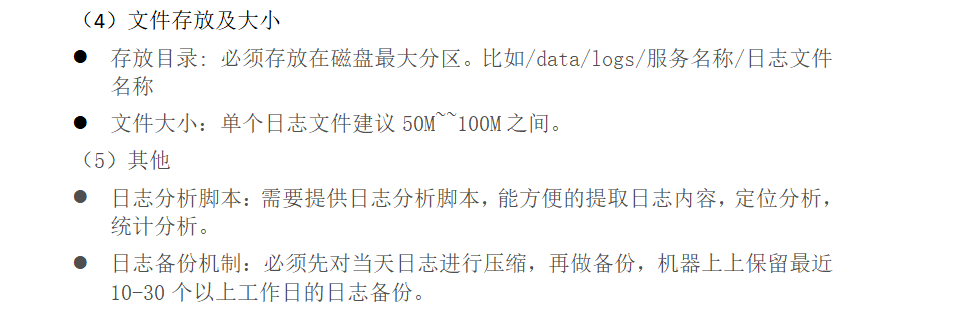 （4）文件存放及大小
● 存放目录: 必须存放在磁盘最大分区。比如/data/logs/服务名称/日志文件
名称
● 文件大小：单个日志文件建议 50M~~100M 之间。
（5）其他
● 日志分析脚本：需要提供日志分析脚本，能方便的提取日志内容，定位分析，
统计分析。
● 日志备份机制：必须先对当天日志进行压缩，再做备份，机器上上保留最近
10-30 个以上工作日的日志备份。